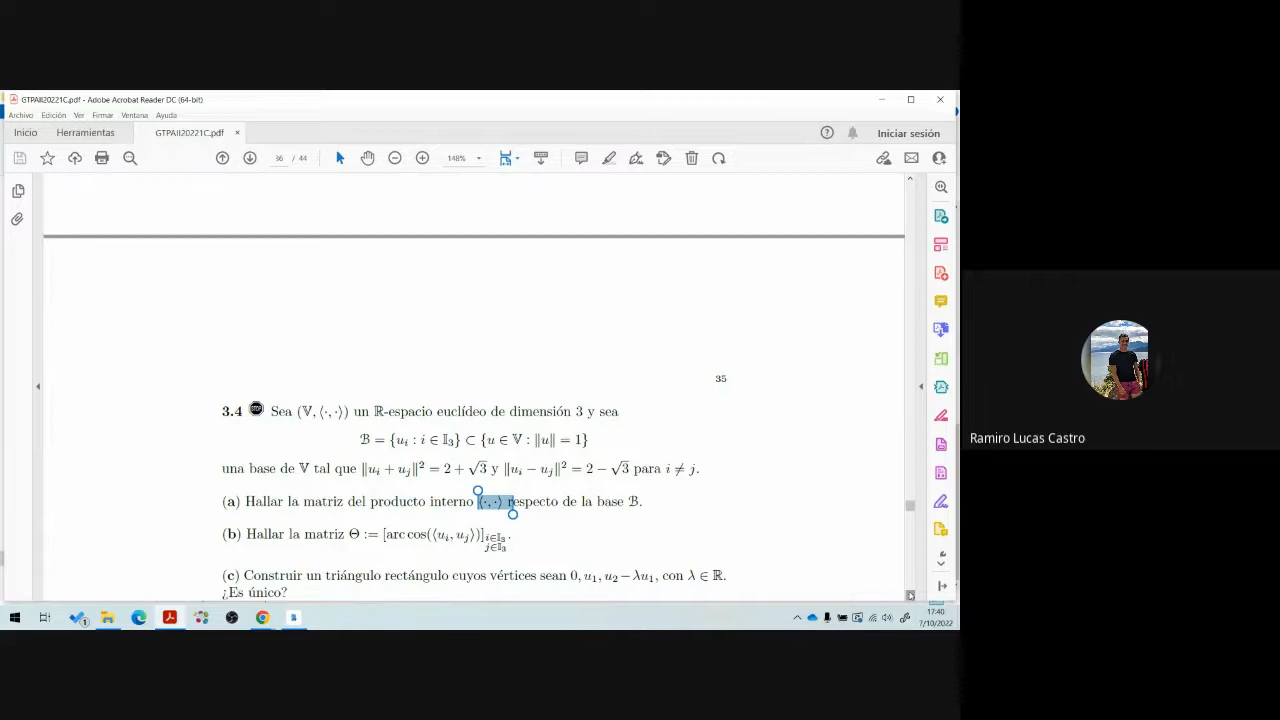 GTPAII20221C.pdf - Adobe Acrobat Reader DC (64-bit)
Archivo Edición Ver Firmar Ventana Ayuda
Inicio Herramientas GTPAII20221C.pdf × Iniciar sesión
36 / 44 148%
35
3.4 STOP Sea (𝕍, ⟨·, ·⟩) un ℝ-espacio euclídeo de dimensión 3 y sea
ℬ = {uᵢ : i ∈ 𝕀₃} ⊂ {u ∈ 𝕍 : ‖u‖ = 1}
una base de 𝕍 tal que ‖uᵢ + uⱼ‖² = 2 + √3 y ‖uᵢ − uⱼ‖² = 2 − √3 para i ≠ j.
(a) Hallar la matriz del producto interno ⟨·, ·⟩ respecto de la base ℬ.
(b) Hallar la matriz Θ := [arc cos(⟨uᵢ, uⱼ⟩)] i∈𝕀₃ j∈𝕀₃.
(c) Construir un triángulo rectángulo cuyos vértices sean 0, u₁, u₂ − λu₁, con λ ∈ ℝ.
¿Es único?
Ramiro Lucas Castro
17:40
7/10/2022